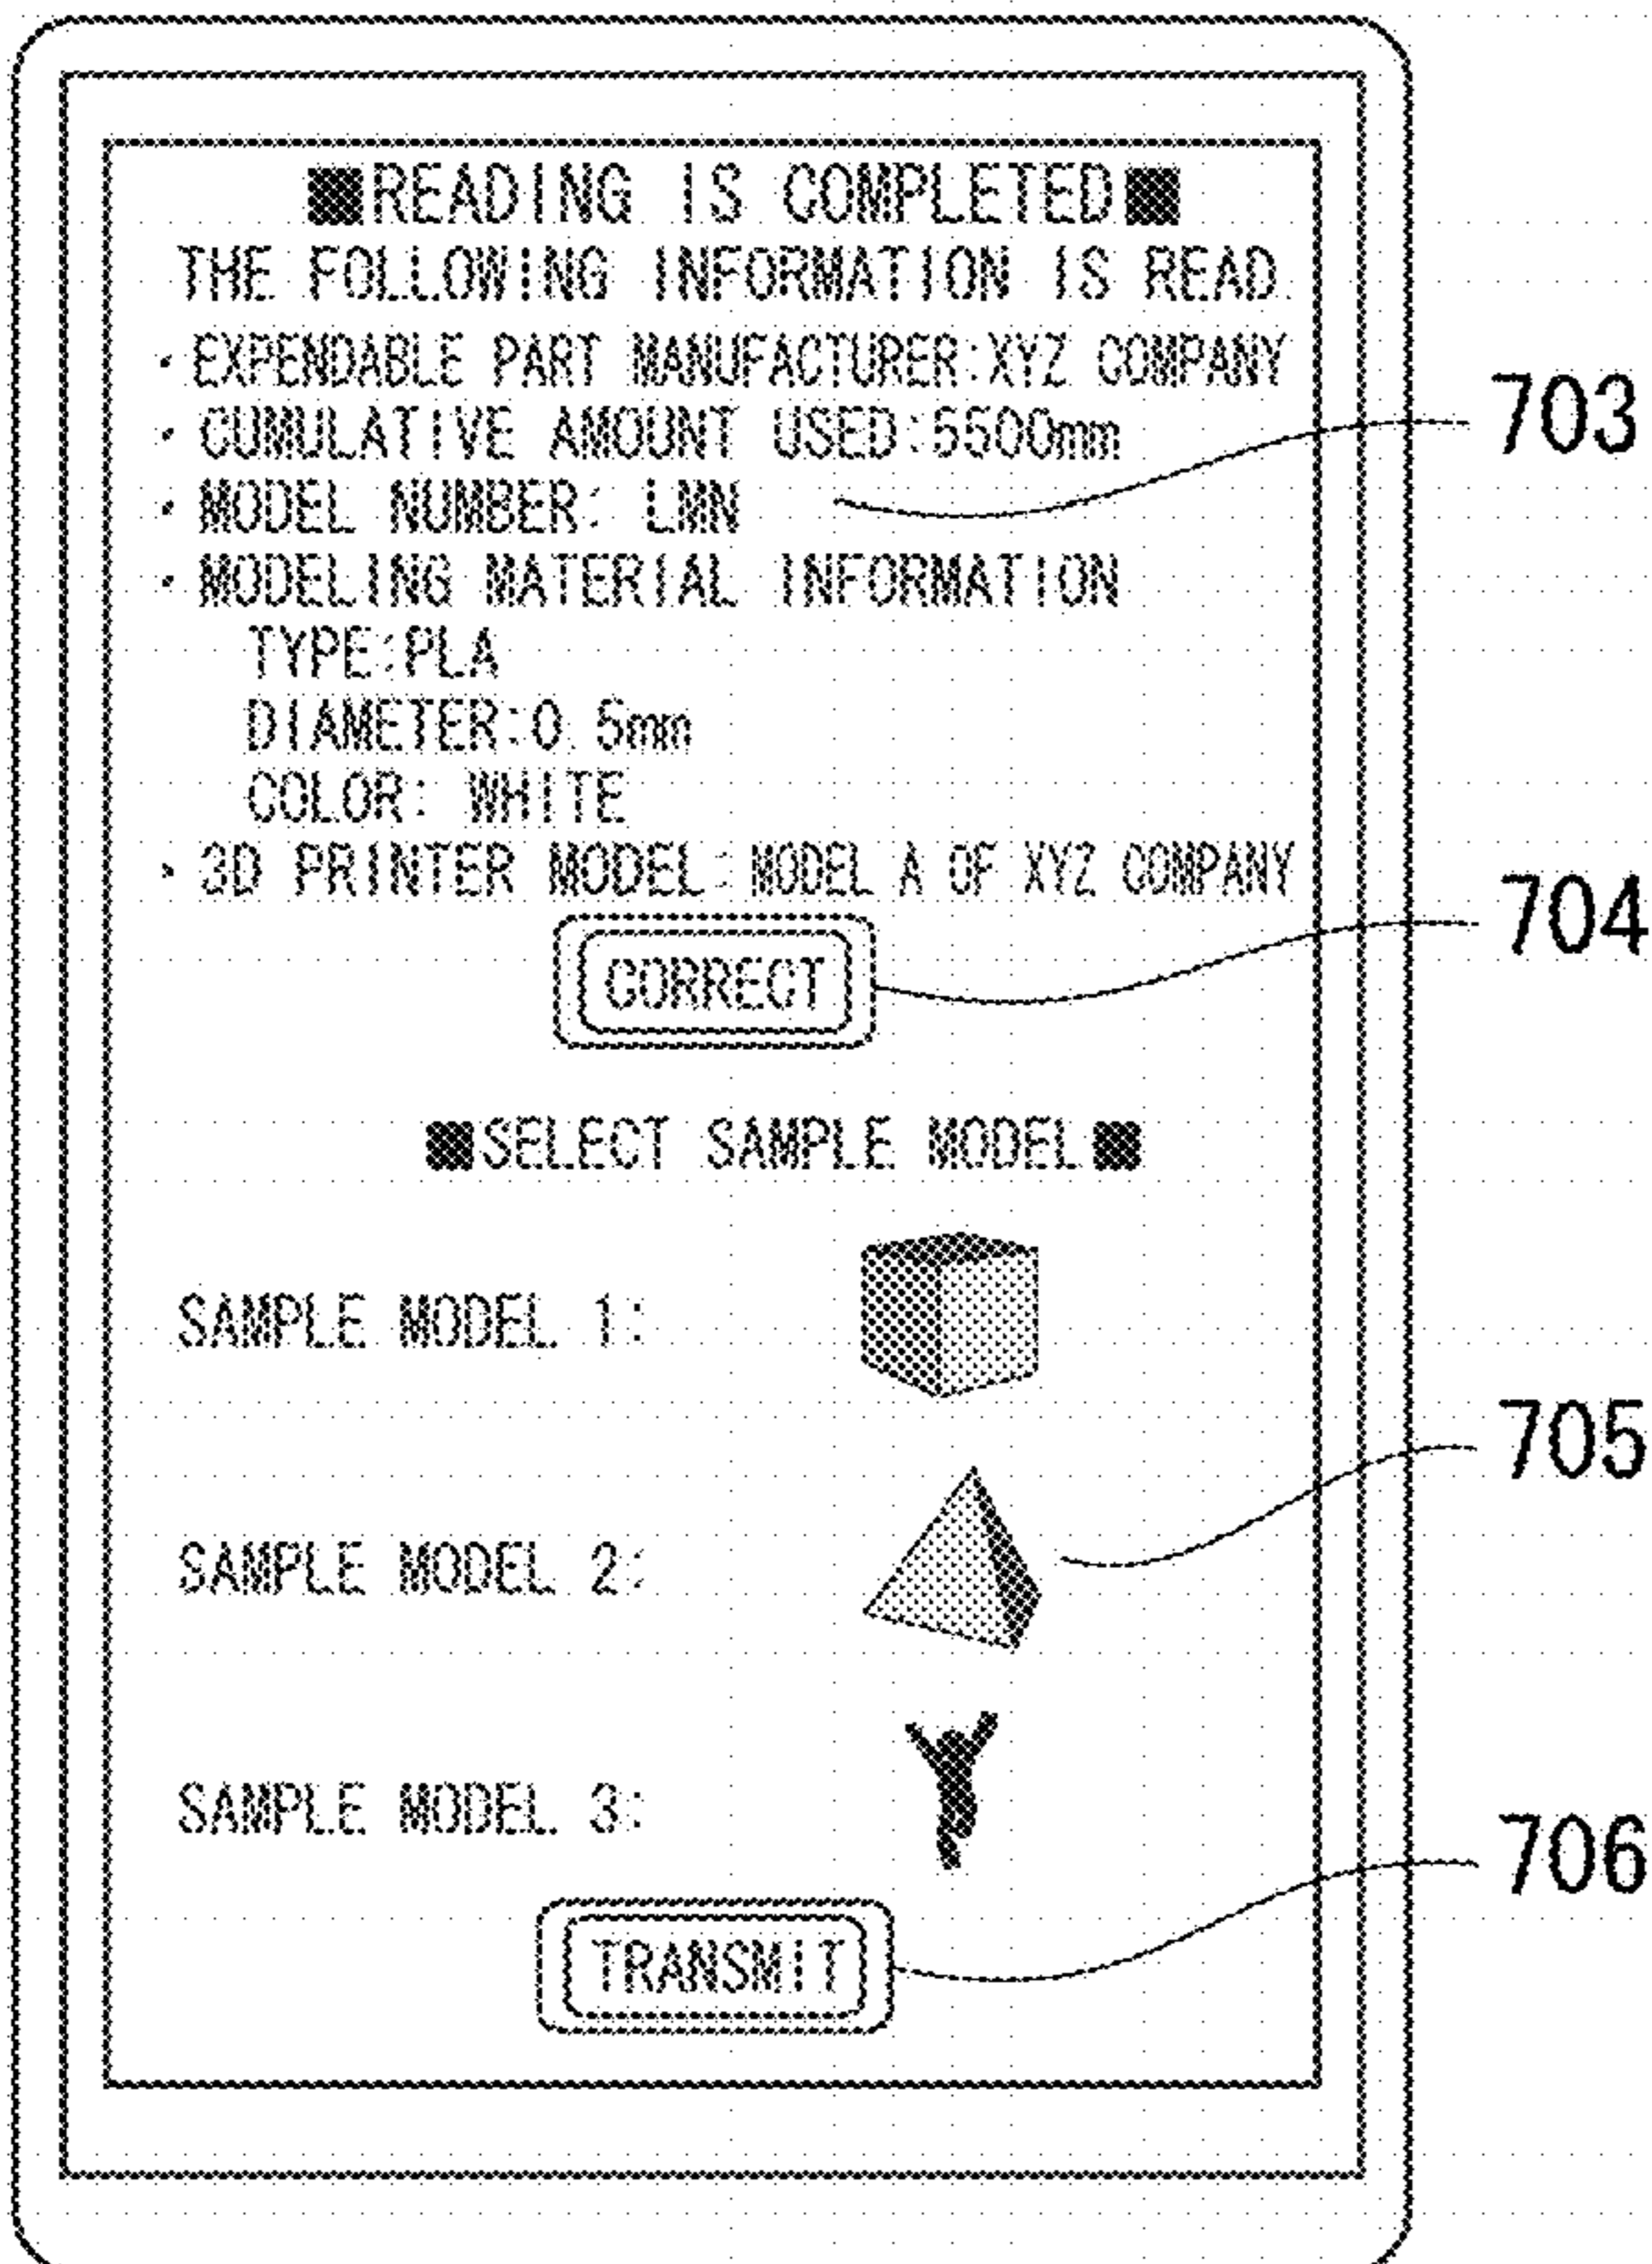 ■READING IS COMPLETED■
THE FOLLOWING INFORMATION IS READ.
・EXPENDABLE PART MANUFACTURER:XYZ COMPANY
・CUMULATIVE AMOUNT USED:5500mm
703
・MODEL NUMBER: LMN
・MODELING MATERIAL INFORMATION
TYPE:PLA
DIAMETER:0.5mm
COLOR: WHITE
・3D PRINTER MODEL: MODEL A OF XYZ COMPANY
704
CORRECT
■SELECT SAMPLE MODEL■
SAMPLE MODEL 1:
705
SAMPLE MODEL 2:
SAMPLE MODEL 3:
706
TRANSMIT